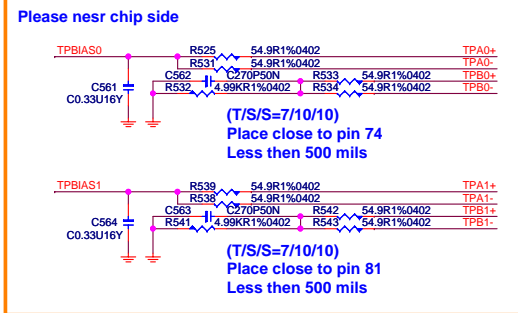 Please nesr chip side
TPBIAS0 R525 54.9R1%0402 TPA0+
R531 54.9R1%0402 TPA0-
C562 C270P50N R533 54.9R1%0402 TPB0+
C561 R532 4.99KR1%0402 R534 54.9R1%0402 TPB0-
C0.33U16Y
(T/S/S=7/10/10)
Place close to pin 74
Less then 500 mils
TPBIAS1 R539 54.9R1%0402 TPA1+
R538 54.9R1%0402 TPA1-
C563 C270P50N R542 54.9R1%0402 TPB1+
C564 R541 4.99KR1%0402 R543 54.9R1%0402 TPB1-
C0.33U16Y
(T/S/S=7/10/10)
Place close to pin 81
Less then 500 mils